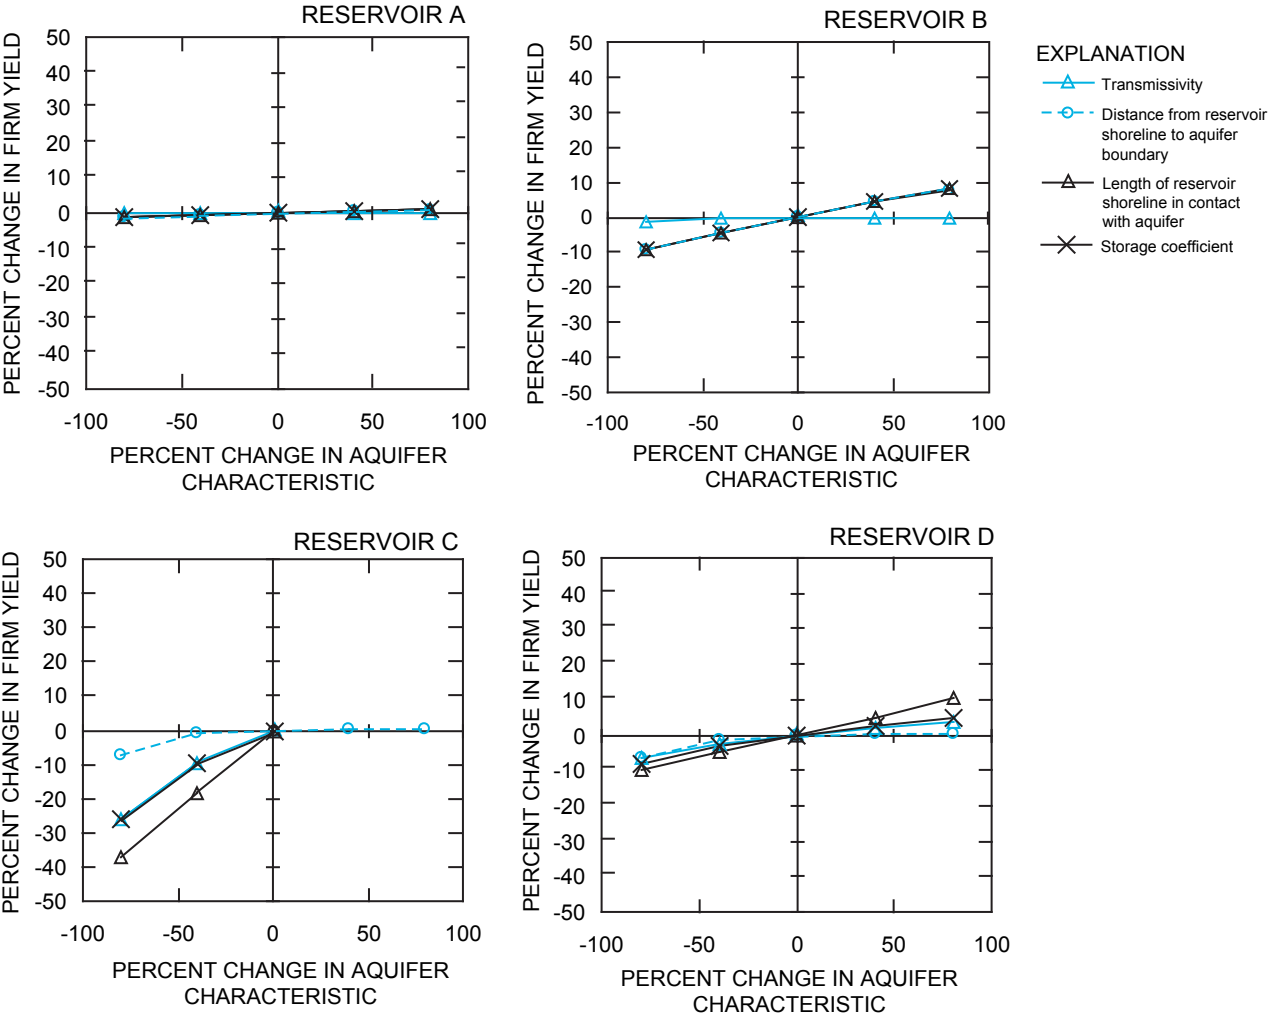 RESERVOIR A
PERCENT CHANGE IN FIRM YIELD
50
40
30
20
10
0
-10
-20
-30
-40
-50
-100 -50 0 50 100
PERCENT CHANGE IN AQUIFER
CHARACTERISTIC
RESERVOIR B
PERCENT CHANGE IN FIRM YIELD
50
40
30
20
10
0
-10
-20
-30
-40
-50
-100 -50 0 50 100
PERCENT CHANGE IN AQUIFER
CHARACTERISTIC
EXPLANATION
Transmissivity
Distance from reservoir
shoreline to aquifer
boundary
Length of reservoir
shoreline in contact
with aquifer
Storage coefficient
RESERVOIR C
PERCENT CHANGE IN FIRM YIELD
50
40
30
20
10
0
-10
-20
-30
-40
-50
-100 -50 0 50 100
PERCENT CHANGE IN AQUIFER
CHARACTERISTIC
RESERVOIR D
PERCENT CHANGE IN FIRM YIELD
50
40
30
20
10
0
-10
-20
-30
-40
-50
-100 -50 0 50 100
PERCENT CHANGE IN AQUIFER
CHARACTERISTIC